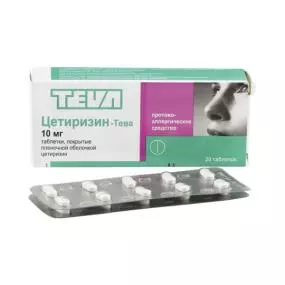 TEVA
Цетиризин-Тева
10 мг
таблетки, покрытые
пленочной оболочкой
цетиризин
противо-
аллергическое
средство
20 таблеток